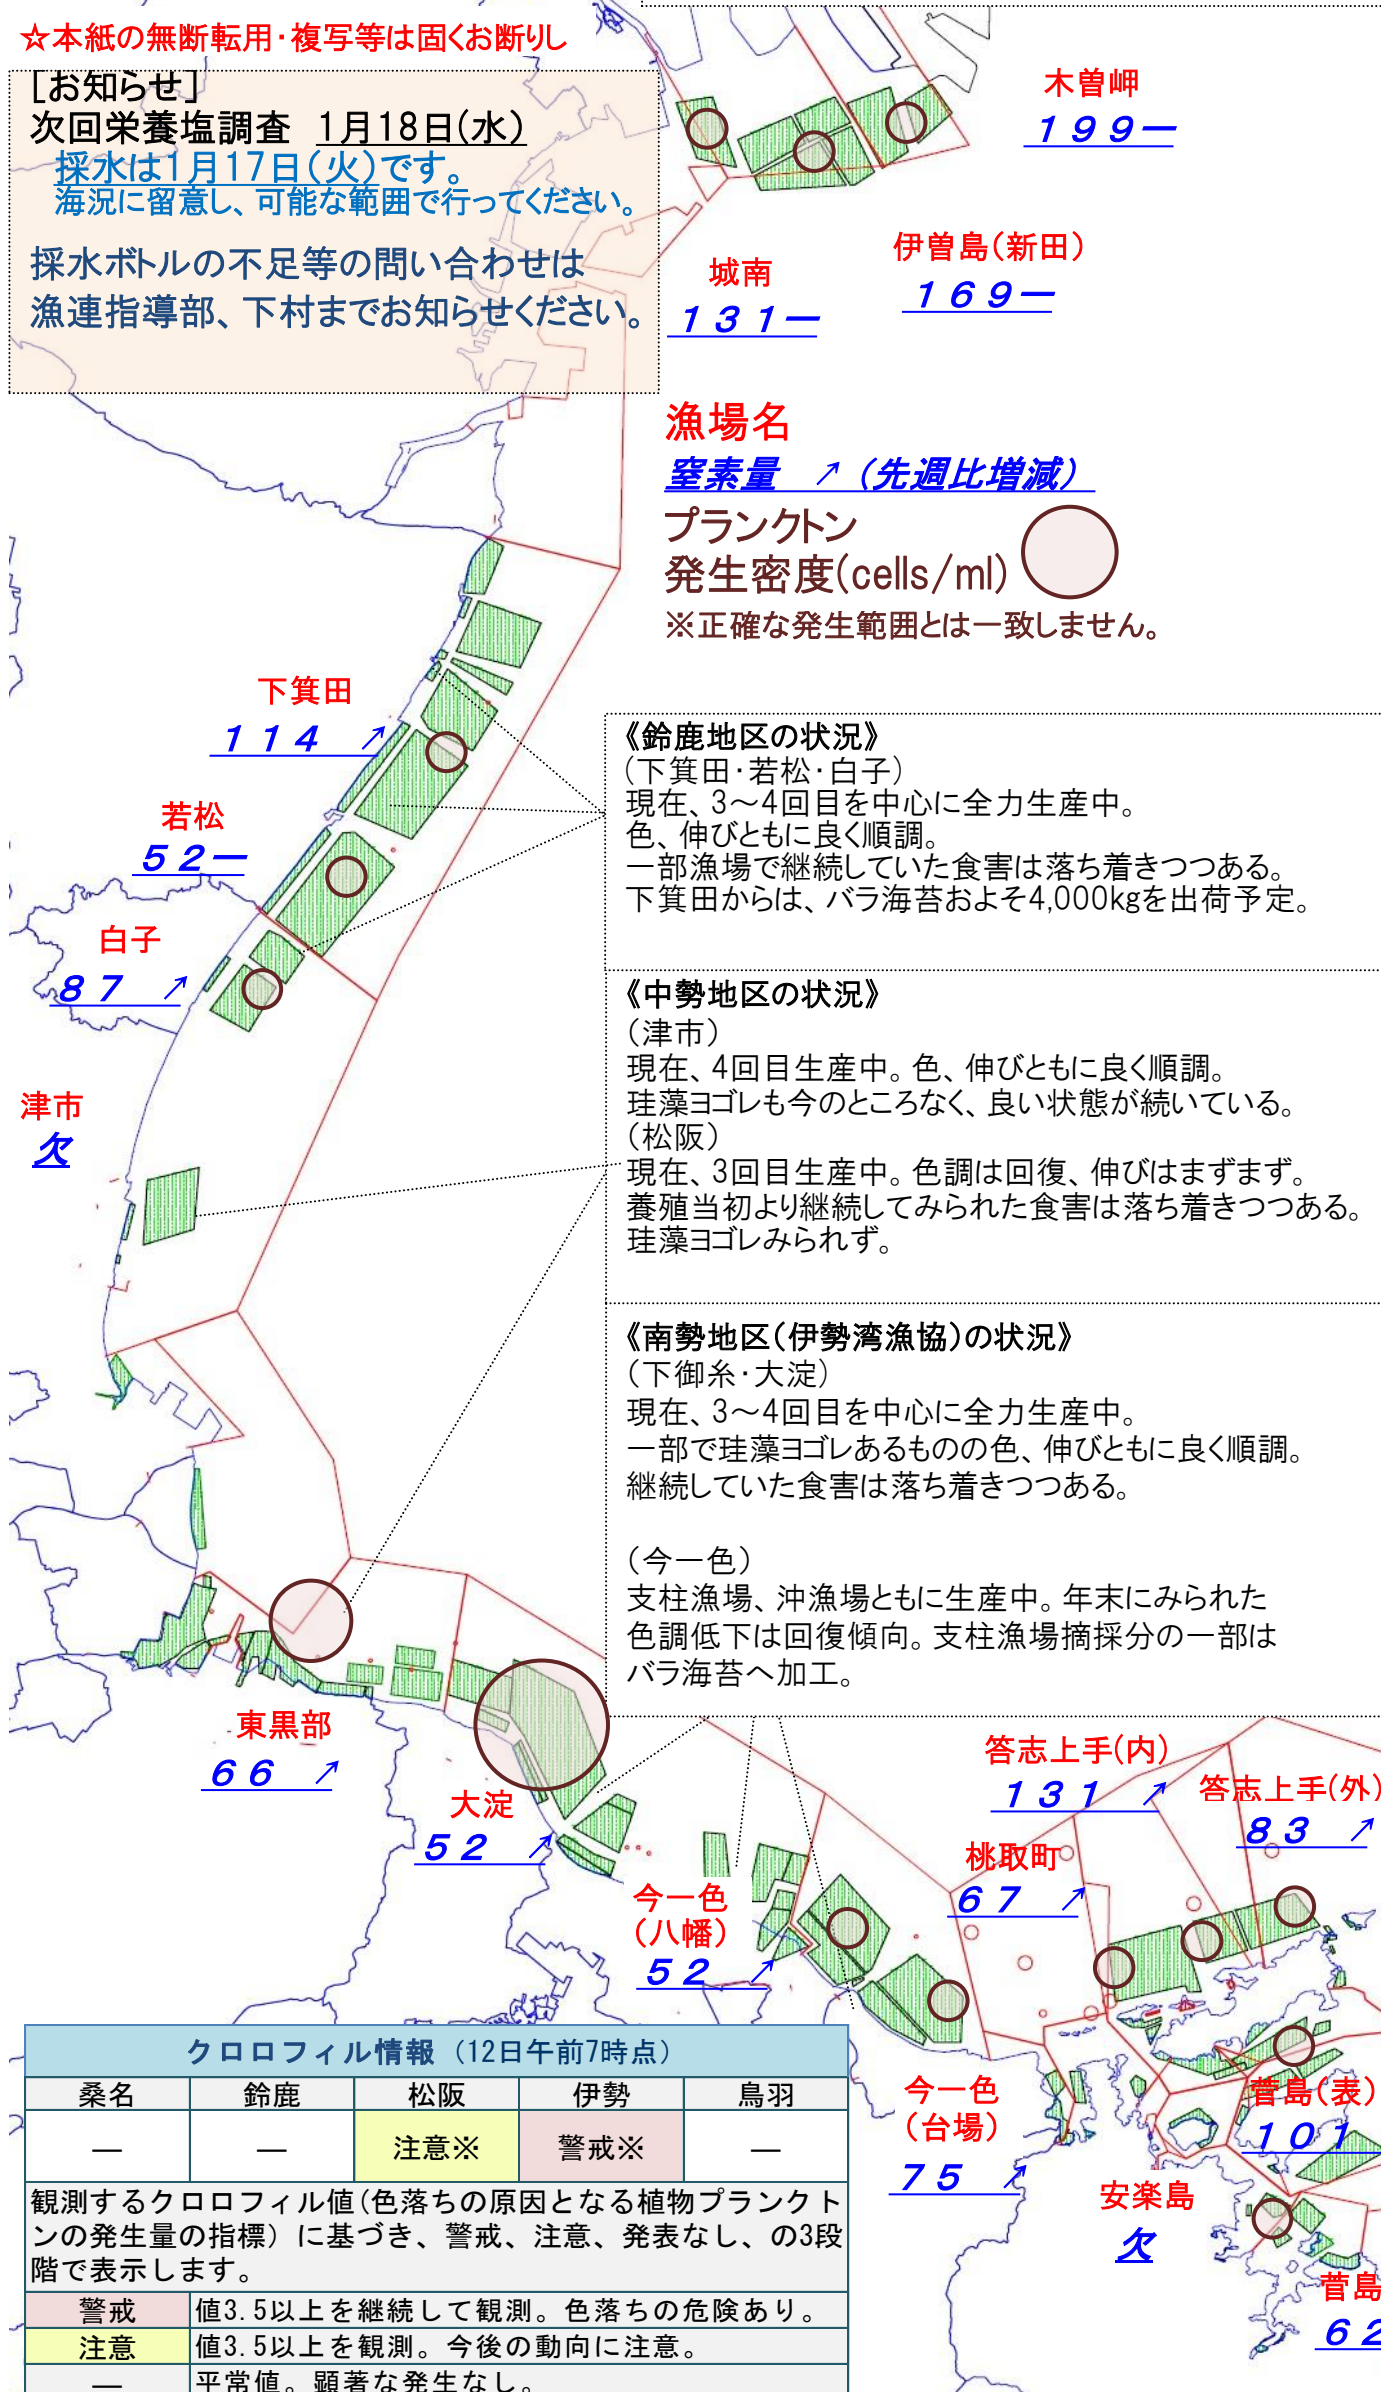 ☆本紙の無断転用・複写等は固くお断りし
[お知らせ]
次回栄養塩調査 1月18日(水)
採水は1月17日(火)です。
海況に留意し、可能な範囲で行ってください。
採水ボトルの不足等の問い合わせは
漁連指導部、下村までお知らせください。
木曽岬
199ー
伊曽島(新田)
169ー
城南
131ー
漁場名
窒素量 ↗(先週比増減)
プランクトン
発生密度(cells/ml)
※正確な発生範囲とは一致しません。
下箕田
114 ↗
若松
52ー
白子
87 ↗
津市
欠
《鈴鹿地区の状況》
(下箕田・若松・白子)
現在、3～4回目を中心に全力生産中。
色、伸びともに良く順調。
一部漁場で継続していた食害は落ち着きつつある。
下箕田からは、バラ海苔およそ4,000kgを出荷予定。
《中勢地区の状況》
(津市)
現在、4回目生産中。色、伸びともに良く順調。
珪藻ヨゴレも今のところなく、良い状態が続いている。
(松阪)
現在、3回目生産中。色調は回復、伸びはまずまず。
養殖当初より継続してみられた食害は落ち着きつつある。
珪藻ヨゴレみられず。
《南勢地区(伊勢湾漁協)の状況》
(下御糸・大淀)
現在、3～4回目を中心に全力生産中。
一部で珪藻ヨゴレあるものの色、伸びともに良く順調。
継続していた食害は落ち着きつつある。
(今一色)
支柱漁場、沖漁場ともに生産中。年末にみられた
色調低下は回復傾向。支柱漁場摘採分の一部は
バラ海苔へ加工。
東黒部
66 ↗
大淀
52 ↗
今一色
(八幡)
52 ↗
答志上手(内)
131 ↗
答志上手(外)
83 ↗
桃取町
67 ↗
今一色
(台場)
75 ↗
菅島(表)
101
安楽島
欠
菅島
62
クロロフィル情報(12日午前7時点)
桑名 鈴鹿 松阪 伊勢 鳥羽
― ― 注意※ 警戒※ ―
観測するクロロフィル値(色落ちの原因となる植物プランクト
ンの発生量の指標)に基づき、警戒、注意、発表なし、の3段
階で表示します。
警戒 値3.5以上を継続して観測。色落ちの危険あり。
注意 値3.5以上を観測。今後の動向に注意。
― 平常値。顕著な発生なし。